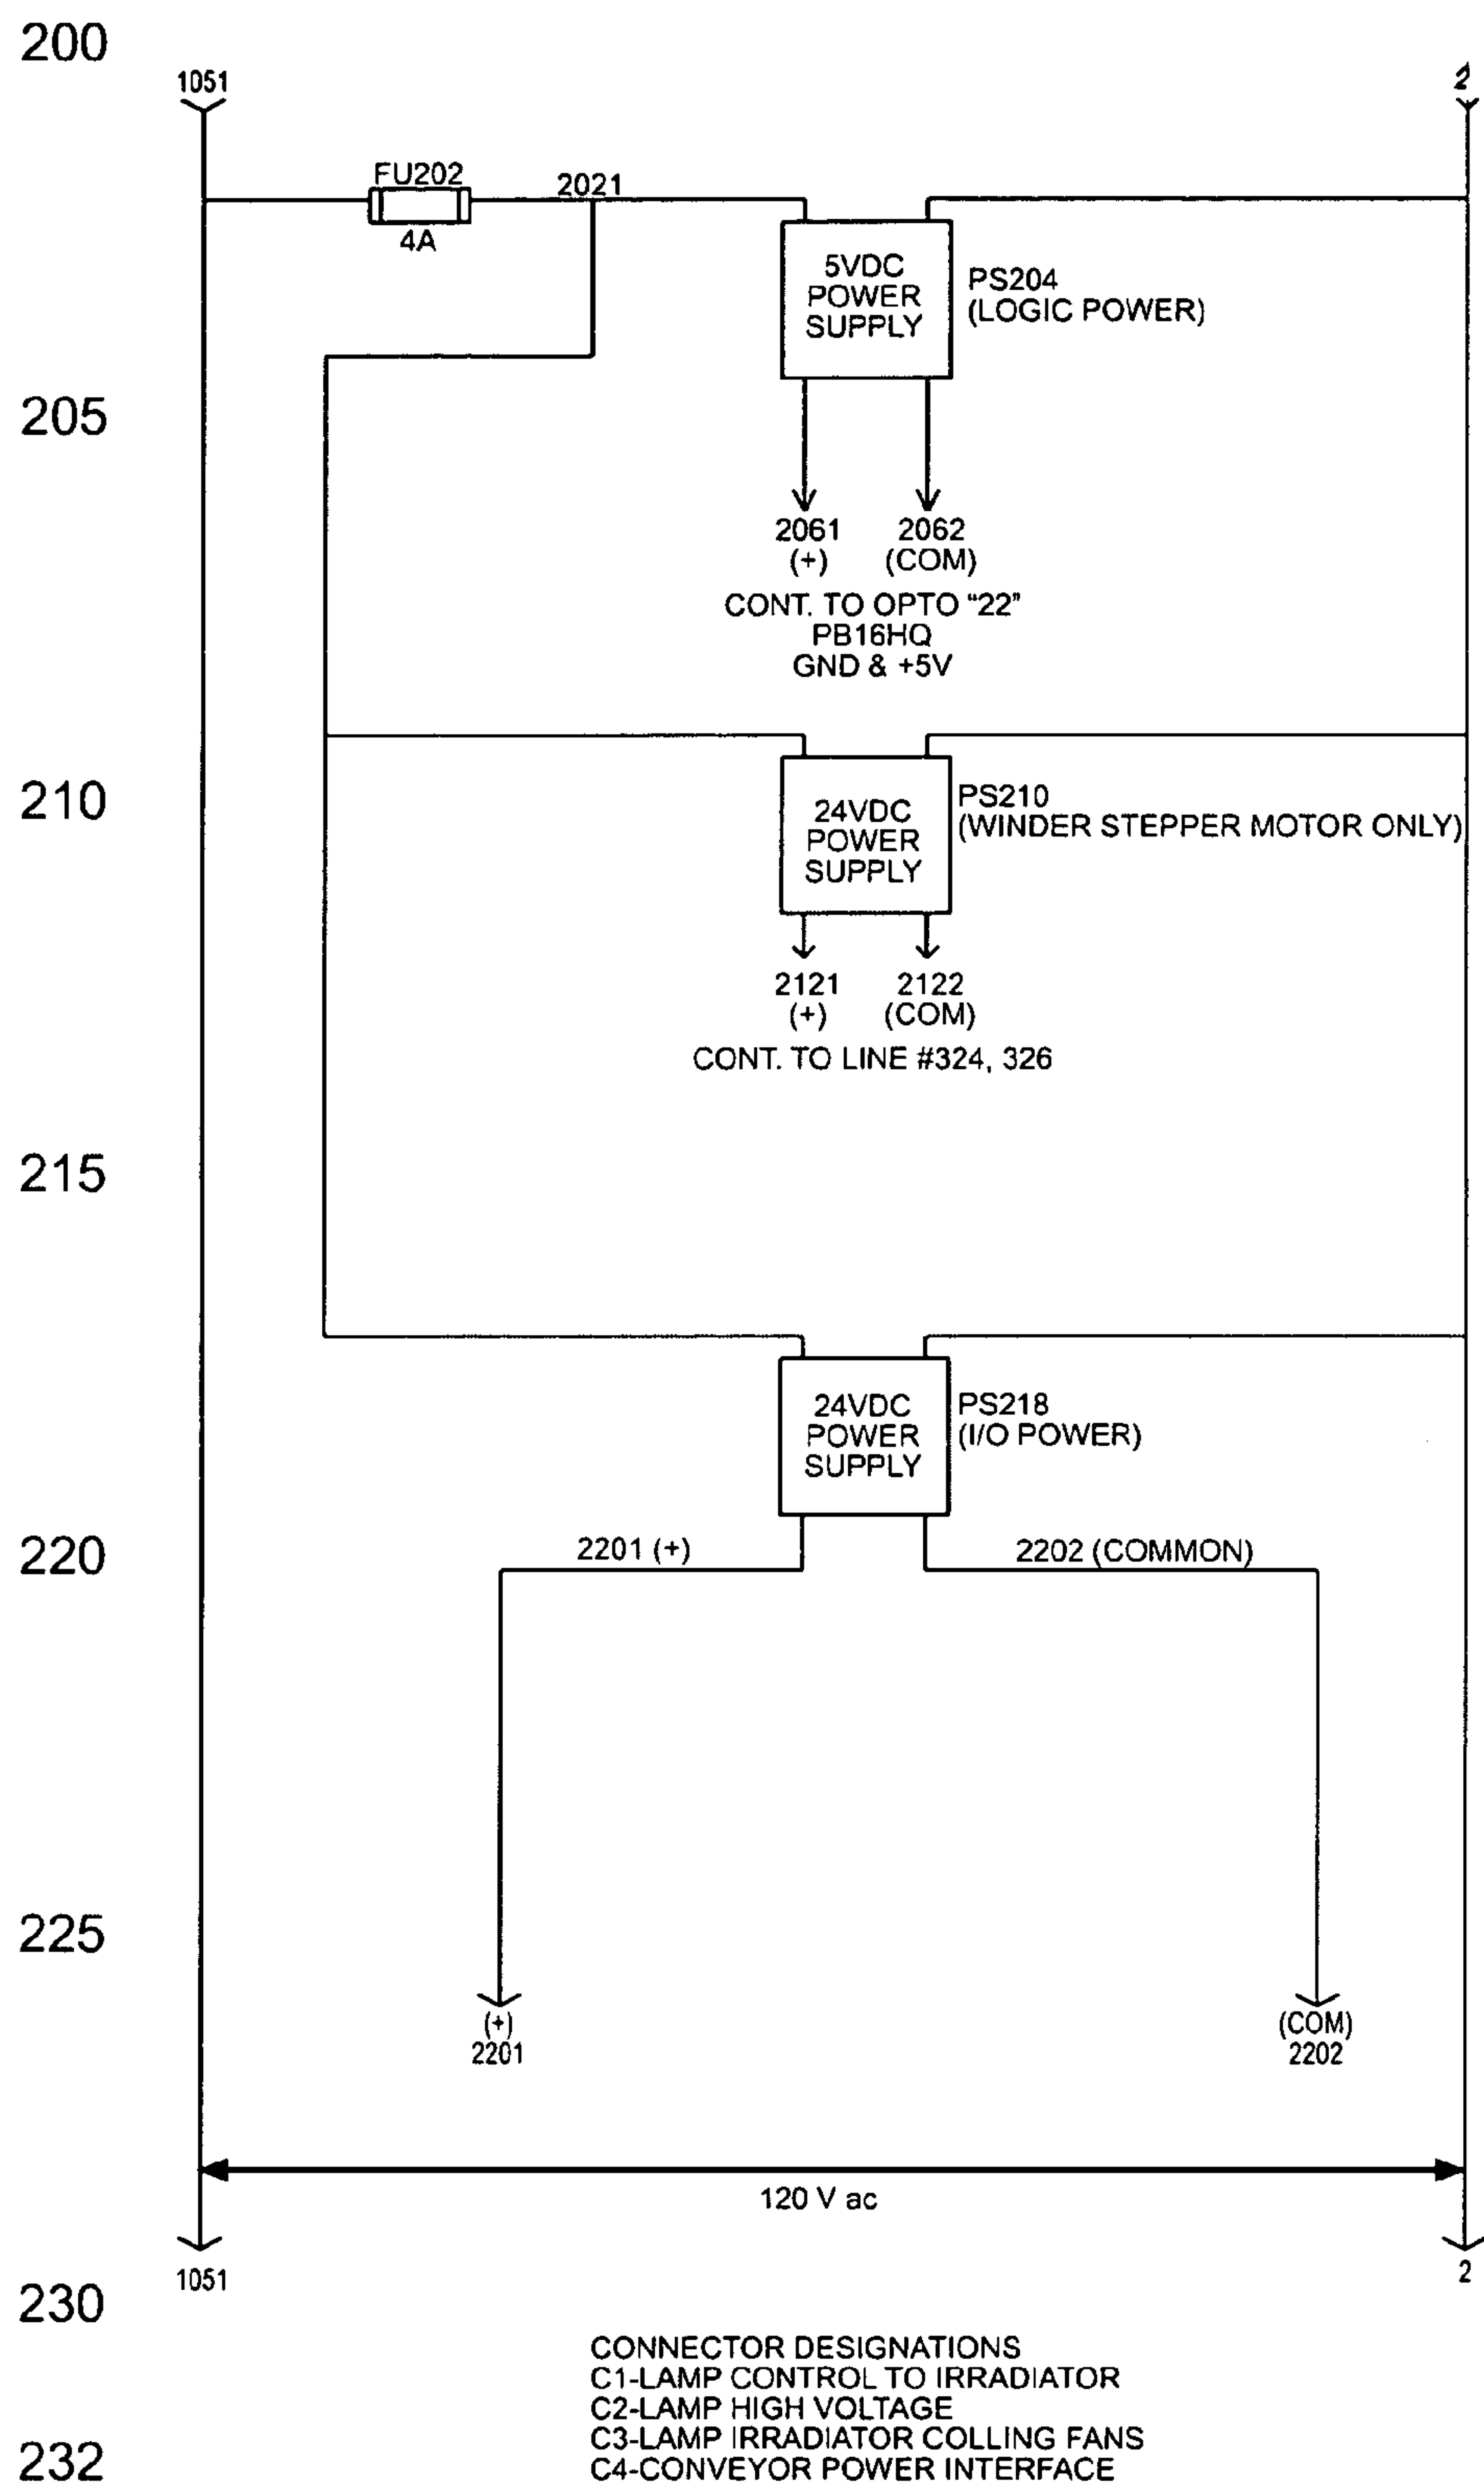 200
1051
2
FU202
2021
4A
5VDC
POWER
SUPPLY
PS204
(LOGIC POWER)
205
2061
(+)
2062
(COM)
CONT. TO OPTO “22”
PB16HQ
GND & +5V
210
24VDC
POWER
SUPPLY
PS210
(WINDER STEPPER MOTOR ONLY)
2121
(+)
2122
(COM)
CONT. TO LINE #324, 326
215
24VDC
POWER
SUPPLY
PS218
(I/O POWER)
220
2201 (+)
2202 (COMMON)
225
(+)
2201
(COM)
2202
120 V ac
1051
2
230
CONNECTOR DESIGNATIONS
C1-LAMP CONTROL TO IRRADIATOR
C2-LAMP HIGH VOLTAGE
C3-LAMP IRRADIATOR COLLING FANS
232
C4-CONVEYOR POWER INTERFACE